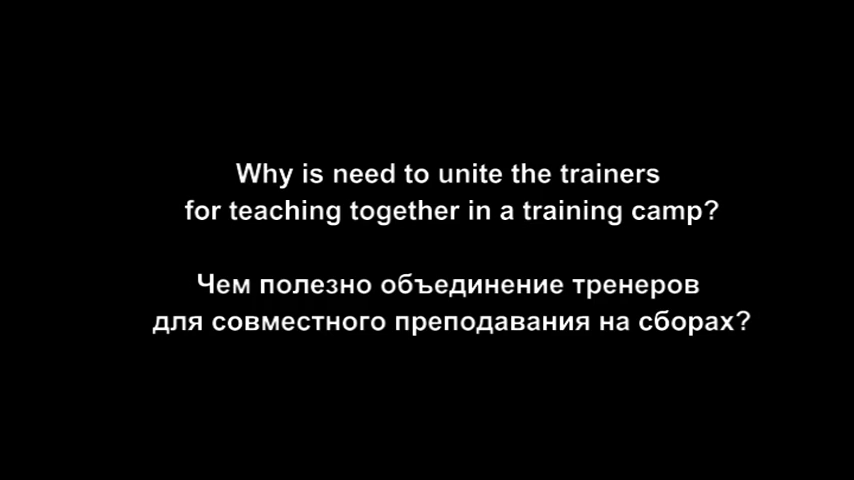 Why is need to unite the trainers
for teaching together in a training camp?
Чем полезно объединение тренеров
для совместного преподавания на сборах?